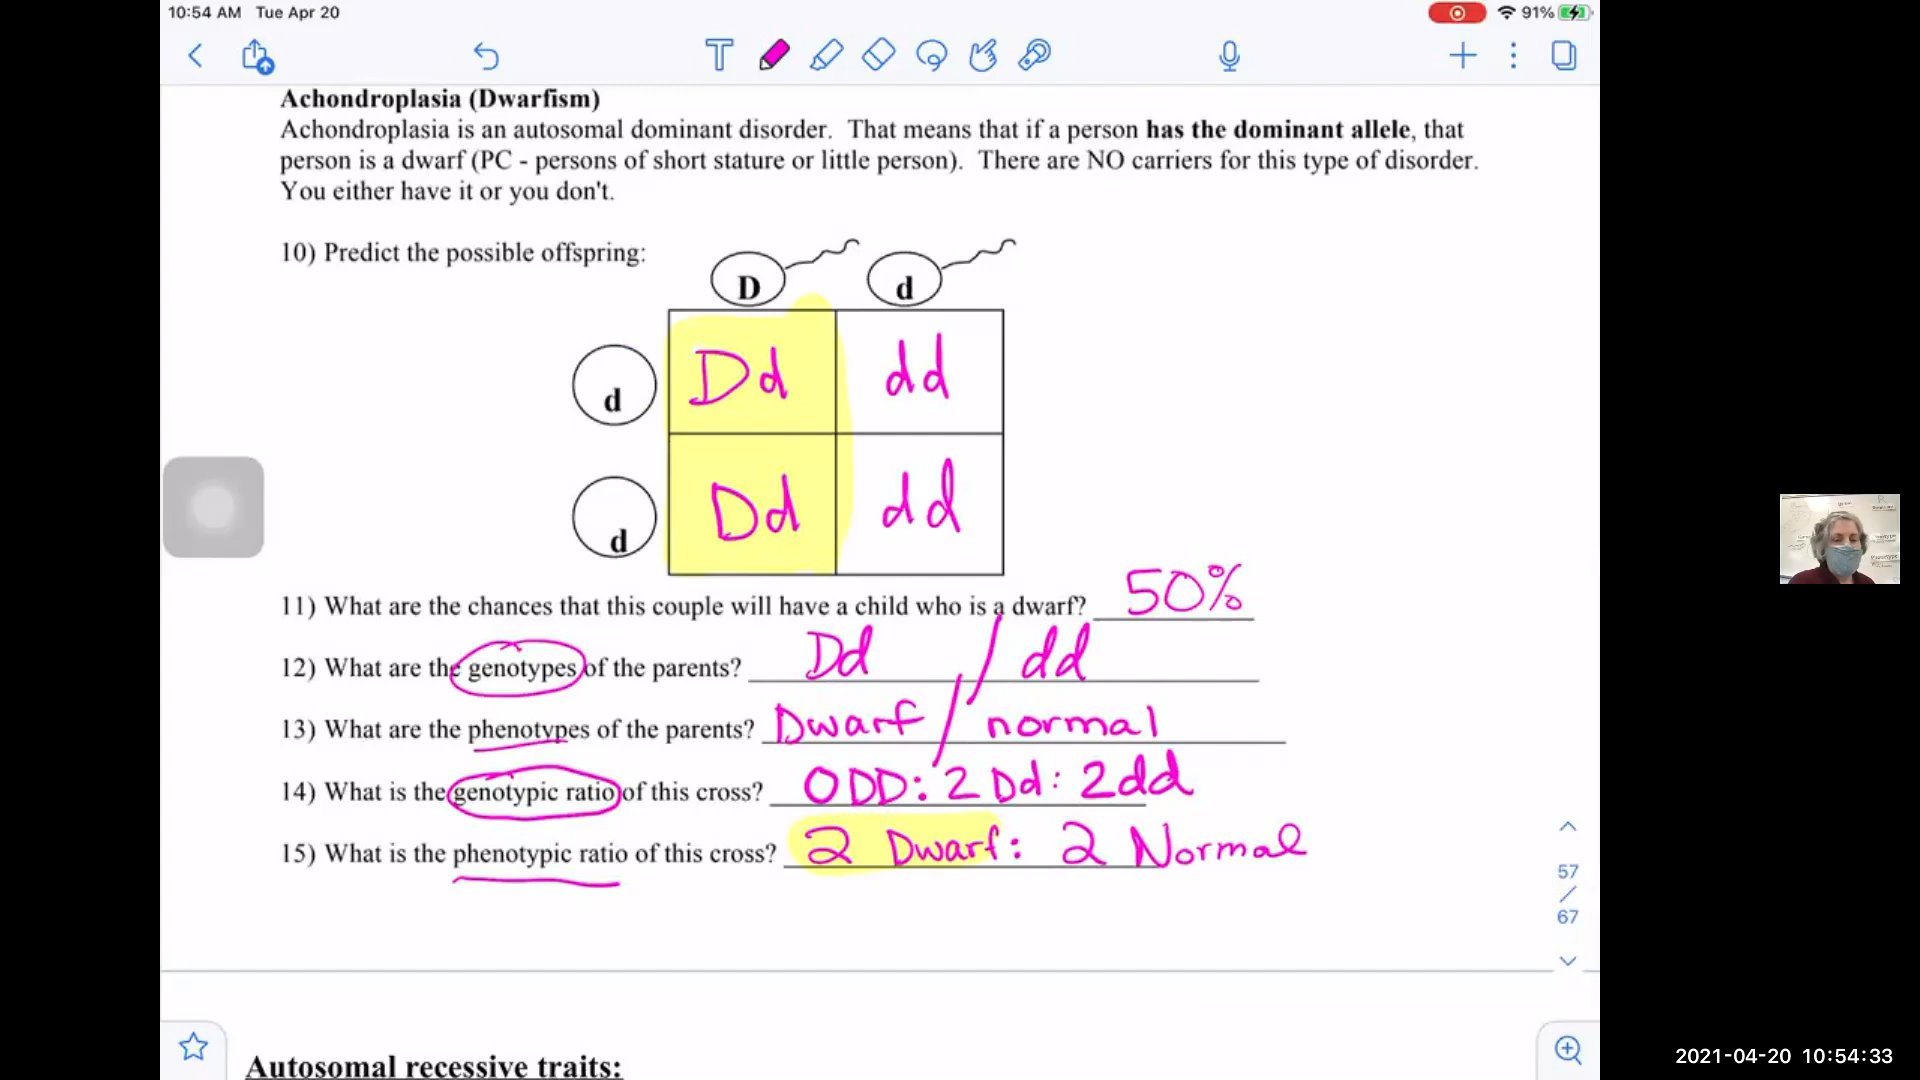 10:54 AM Tue Apr 20
91%
Achondroplasia (Dwarfism)
Achondroplasia is an autosomal dominant disorder. That means that if a person has the dominant allele, that
person is a dwarf (PC - persons of short stature or little person). There are NO carriers for this type of disorder.
You either have it or you don't.
10) Predict the possible offspring:
D d
d Dd dd
d Dd dd
11) What are the chances that this couple will have a child who is a dwarf? 50%
12) What are the genotypes of the parents? Dd / dd
13) What are the phenotypes of the parents? Dwarf / normal
14) What is the genotypic ratio of this cross? 0 DD: 2 Dd: 2dd
15) What is the phenotypic ratio of this cross? 2 Dwarf: 2 Normal
57
/
67
Autosomal recessive traits:
2021-04-20 10:54:33